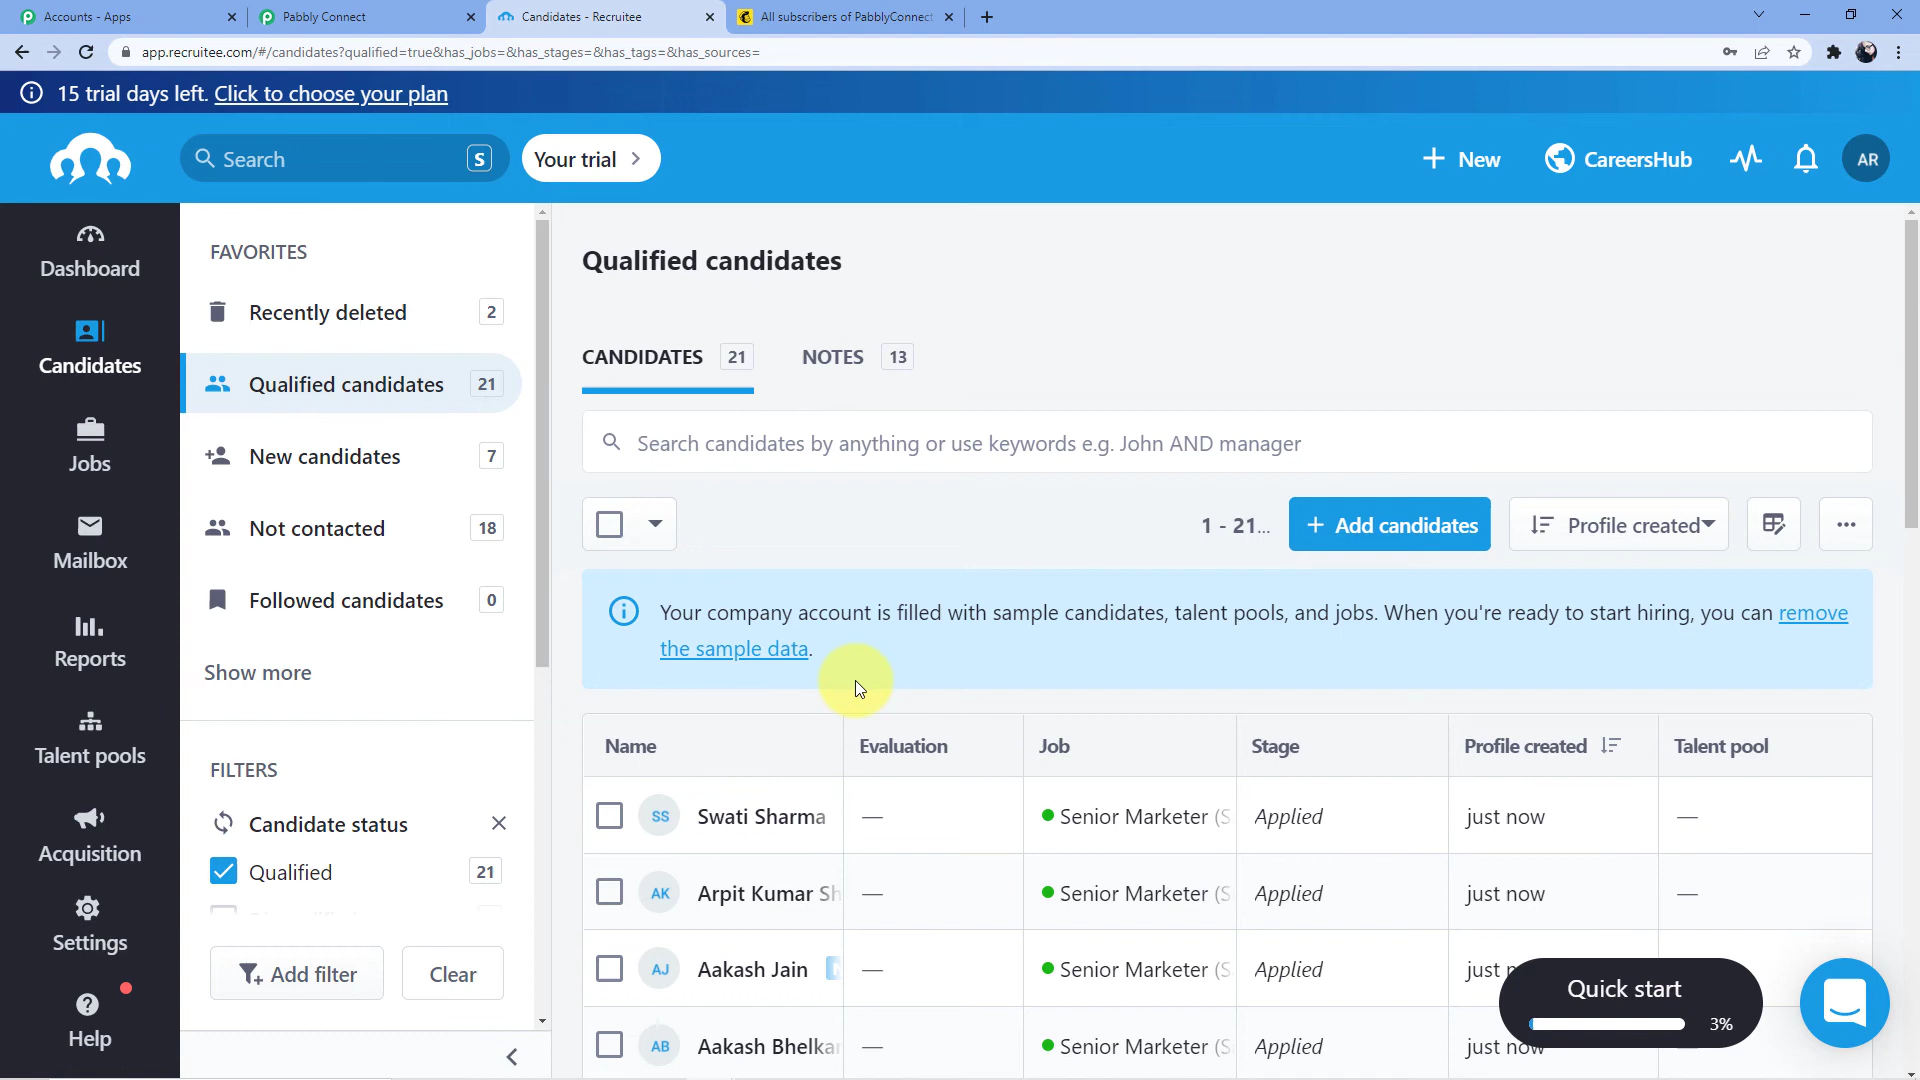 Accounts - Apps
Pabbly Connect
Candidates - Recruitee
All subscribers of PabblyConnect
app.recruitee.com/#/candidates?qualified=true&has_jobs=&has_stages=&has_tags=&has_sources=
15 trial days left. Click to choose your plan
Search
S
Your trial
New
CareersHub
AR
Dashboard
Candidates
Jobs
Mailbox
Reports
Talent pools
Acquisition
Settings
Help
FAVORITES
Recently deleted 2
Qualified candidates 21
New candidates 7
Not contacted 18
Followed candidates 0
Show more
FILTERS
Candidate status
Qualified 21
Add filter
Clear
Qualified candidates
CANDIDATES 21
NOTES 13
Search candidates by anything or use keywords e.g. John AND manager
1 - 21...
+ Add candidates
Profile created
Your company account is filled with sample candidates, talent pools, and jobs. When you're ready to start hiring, you can remove
the sample data.
Name Evaluation Job Stage Profile created Talent pool
SS Swati Sharma — Senior Marketer (S Applied just now —
AK Arpit Kumar Sh — Senior Marketer (S Applied just now —
AJ Aakash Jain — Senior Marketer (S Applied just
AB Aakash Bhelkar — Senior Marketer (S Applied just now
Quick start
3%